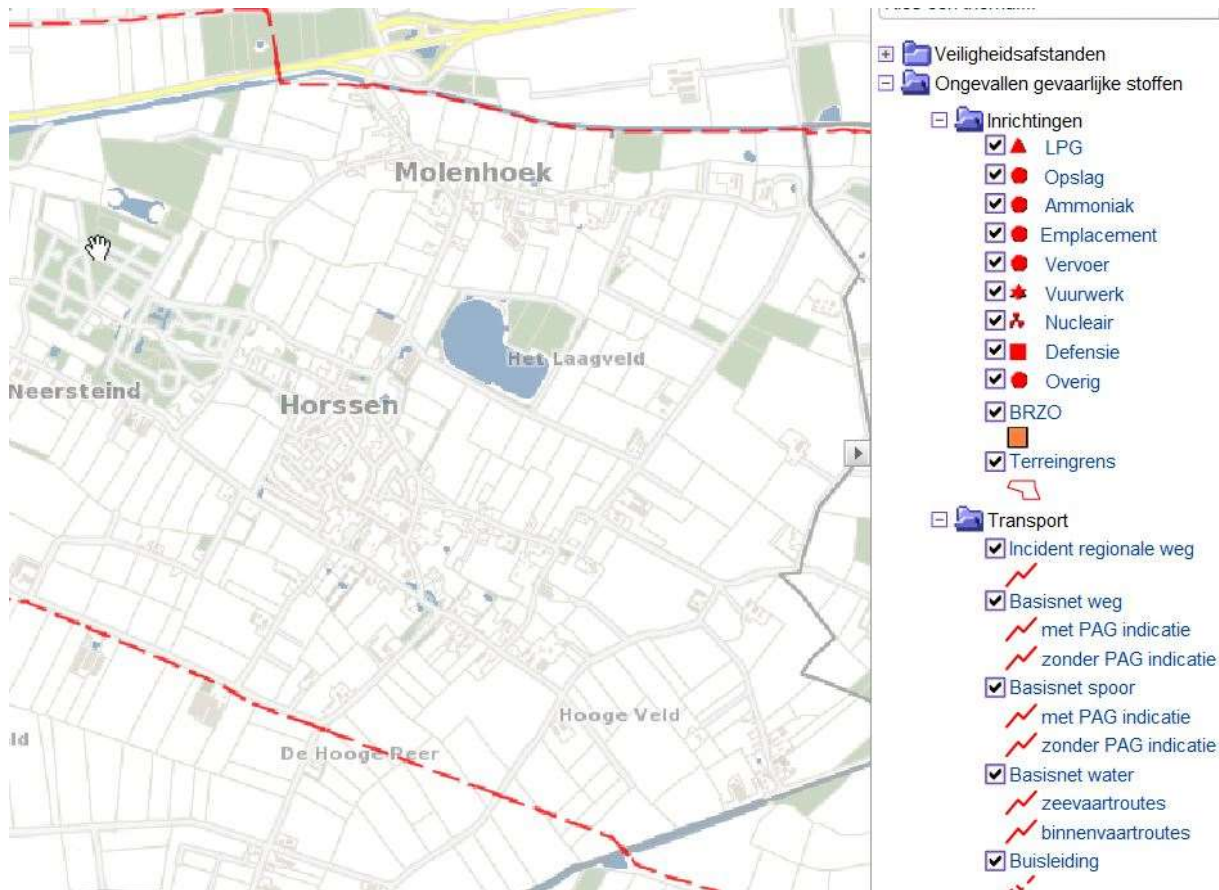 Molenhoek
Het Laagveld
Neersteind
Horssen
Hooge Veld
ld
De Hooge Reer
Veiligheidsafstanden
Ongevallen gevaarlijke stoffen
Inrichtingen
LPG
Opslag
Ammoniak
Emplacement
Vervoer
Vuurwerk
Nucleair
Defensie
Overig
BRZO
Terreingrens
Transport
Incident regionale weg
Basisnet weg
met PAG indicatie
zonder PAG indicatie
Basisnet spoor
met PAG indicatie
zonder PAG indicatie
Basisnet water
zeevaartroutes
binnenvaartroutes
Buisleiding